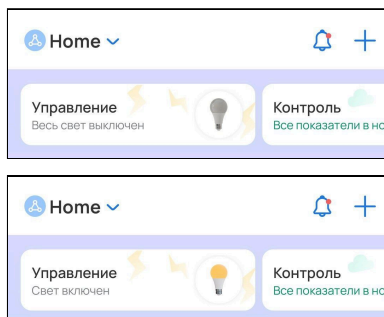 Home
Управление
Весь свет выключен
Контроль
Все показатели в но
Home
Управление
Свет включен
Контроль
Все показатели в но